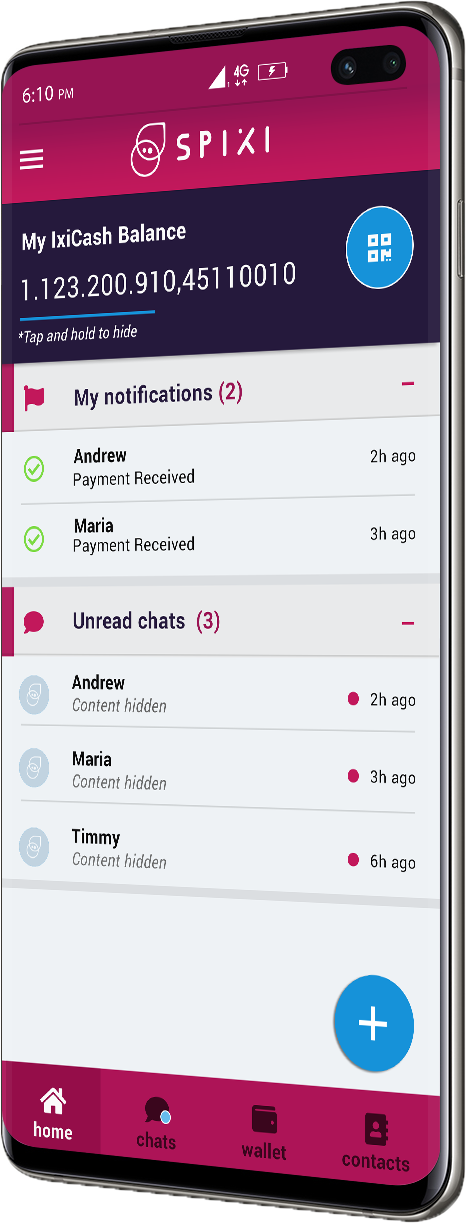 6:10 PM
4G
SPIXI
My IxiCash Balance
1.123.200.910,45110010
*Tap and hold to hide
My notifications (2)
Andrew
2h ago
Payment Received
Maria
3h ago
Payment Received
Unread chats (3)
Andrew
Content hidden
2h ago
Maria
Content hidden
3h ago
Timmy
Content hidden
6h ago
home
chats
wallet
contacts